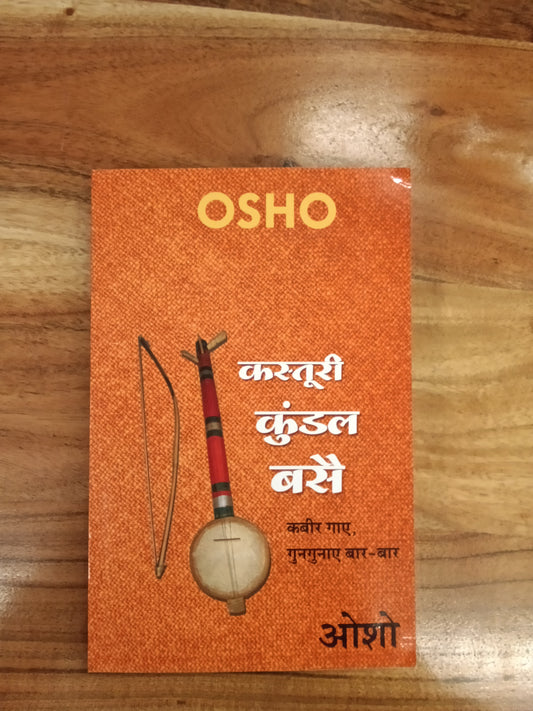 OSHO
कस्तूरी
कुंडल
बसै
कबीर गाए,
गुनगुनाए बार-बार
ओशो